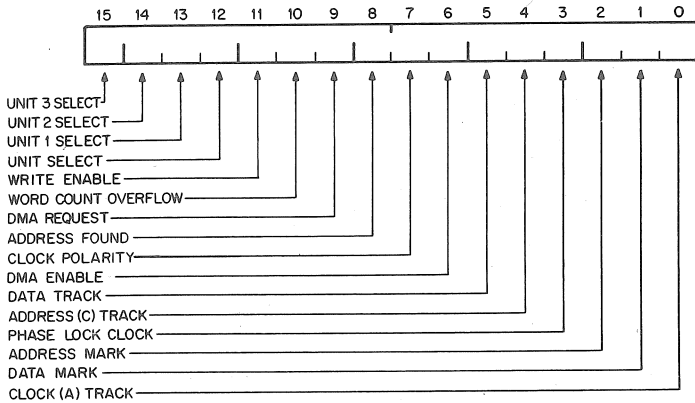 15 14 13 12 11 10 9 8 7 6 5 4 3 2 1 0
UNIT 3 SELECT
UNIT 2 SELECT
UNIT 1 SELECT
UNIT SELECT
WRITE ENABLE
WORD COUNT OVERFLOW
DMA REQUEST
ADDRESS FOUND
CLOCK POLARITY
DMA ENABLE
DATA TRACK
ADDRESS (C) TRACK
PHASE LOCK CLOCK
ADDRESS MARK
DATA MARK
CLOCK (A) TRACK